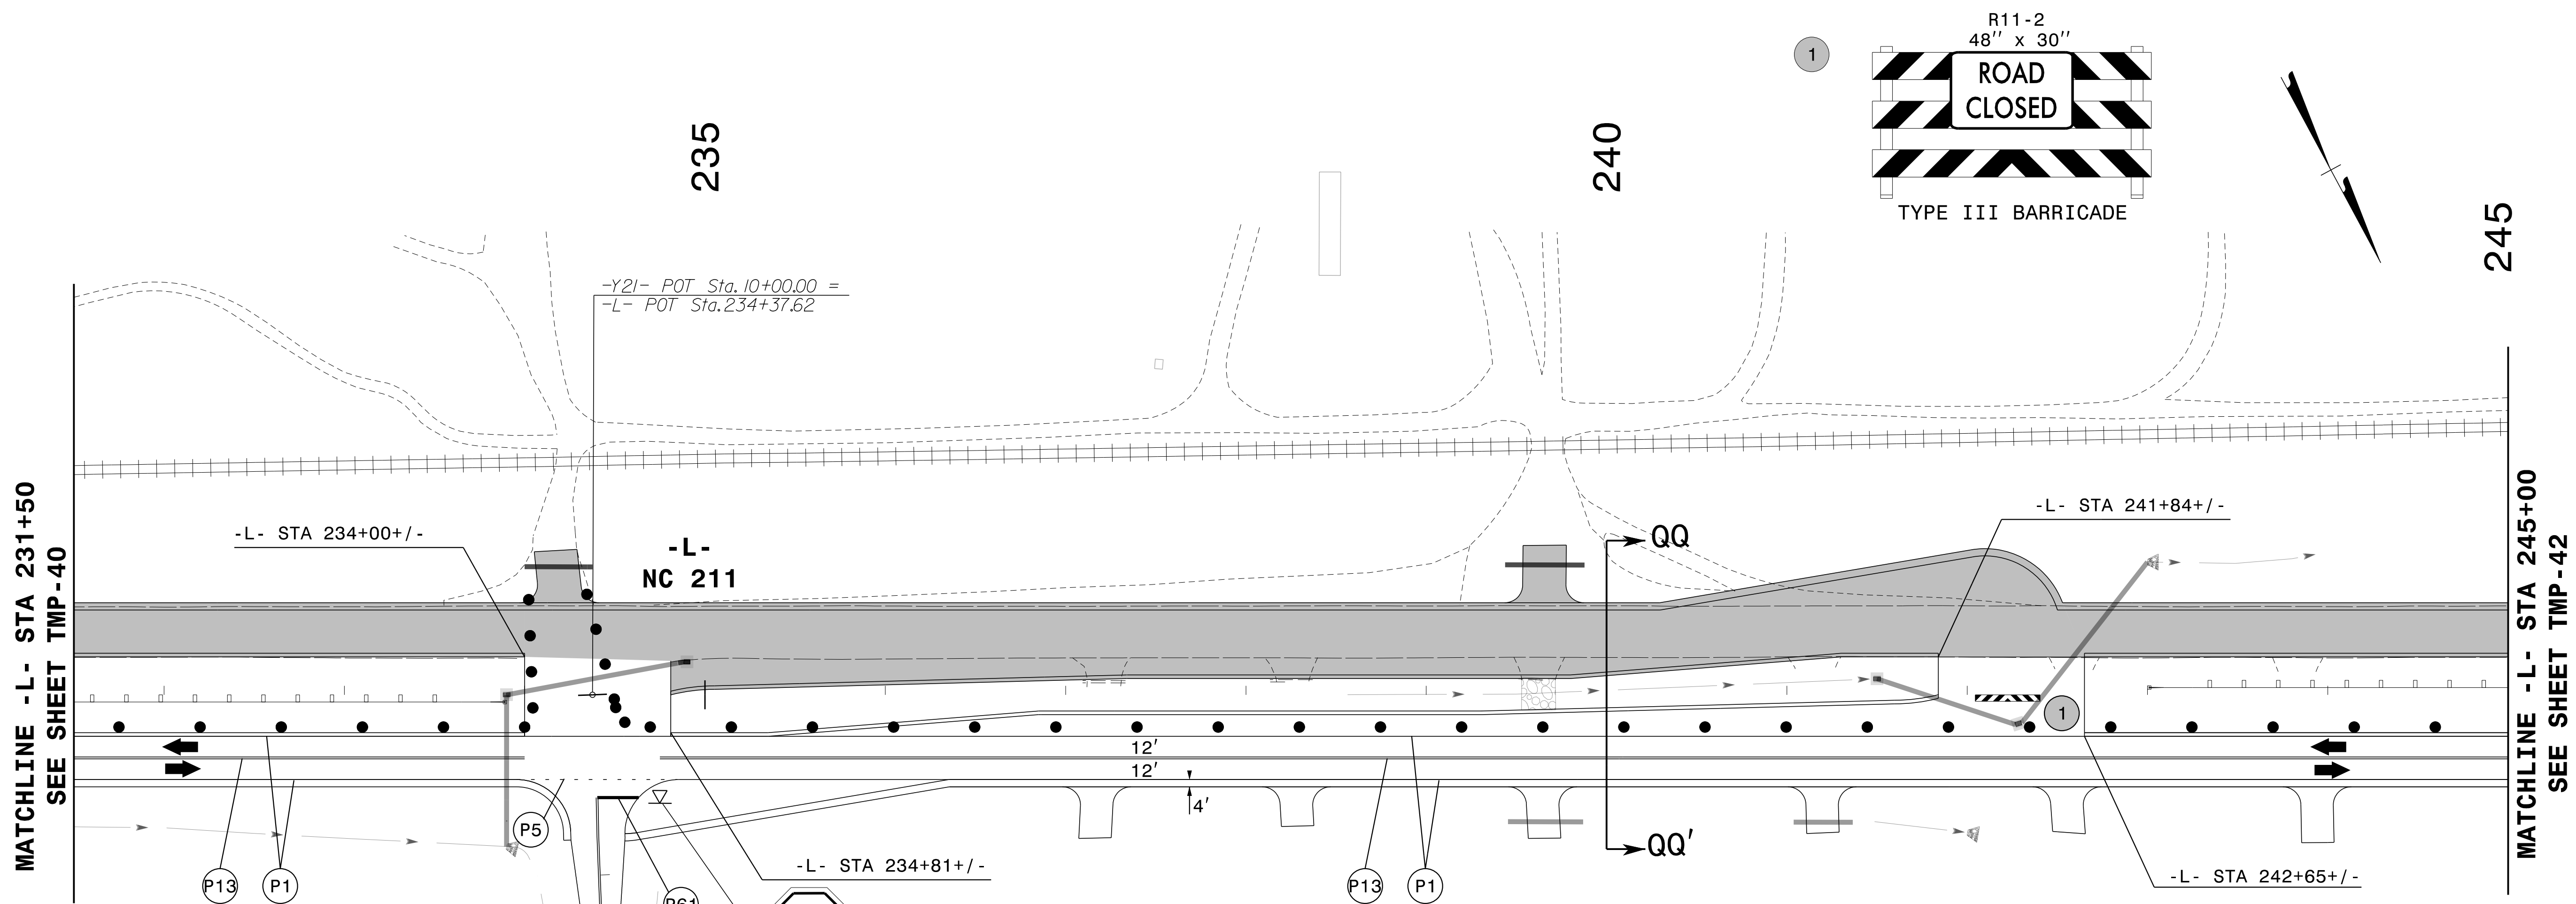 R11-2
48'' x 30''
1
ROAD
CLOSED
TYPE III BARRICADE
235
240
245
-Y21- POT Sta.10+00.00 =
-L- POT Sta.234+37.62
MATCHLINE -L- STA 231+50
SEE SHEET TMP-40
-L- STA 234+00+/-
-L-
NC 211
QQ
-L- STA 241+84+/-
MATCHLINE -L- STA 245+00
SEE SHEET TMP-42
1
12'
12'
4'
P5
QQ'
-L- STA 234+81+/-
-L- STA 242+65+/-
P13
P1
P61
P13
P1